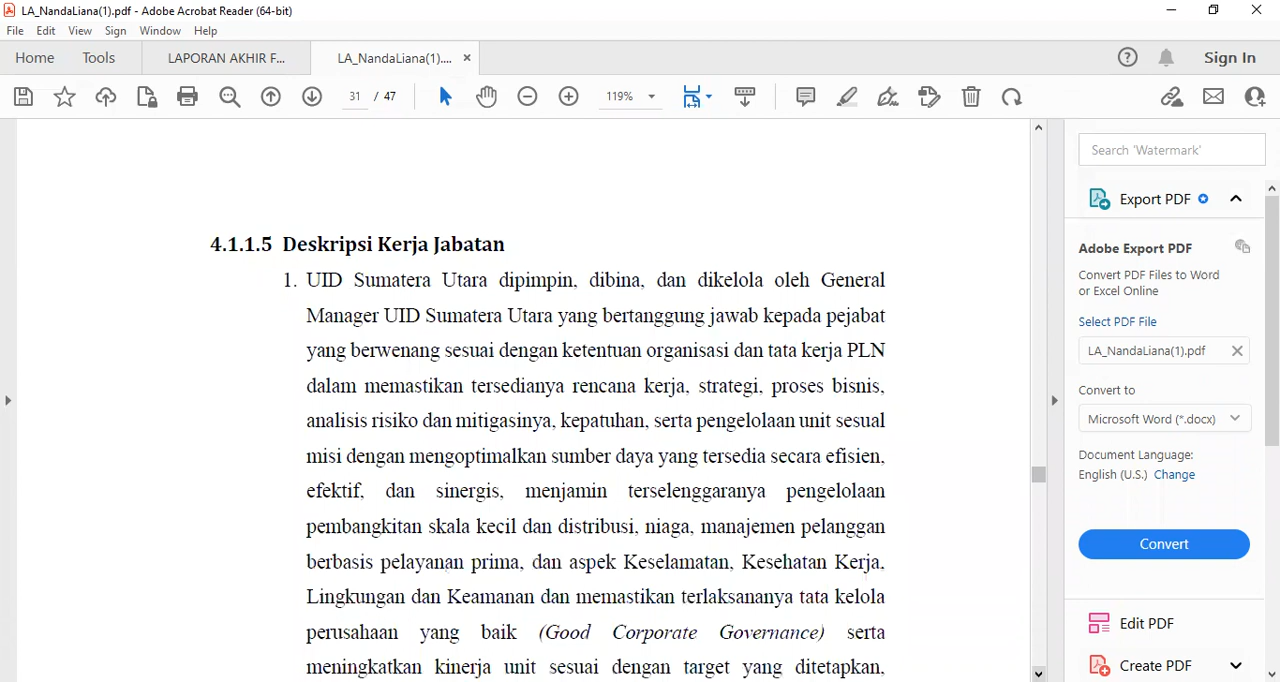 LA_NandaLiana(1).pdf - Adobe Acrobat Reader (64-bit)
File Edit View Sign Window Help
Home Tools LAPORAN AKHIR F... LA_NandaLiana(1).... × Sign In
31 / 47 119%
Search 'Watermark'
Export PDF
Adobe Export PDF
Convert PDF Files to Word
or Excel Online
Select PDF File
LA_NandaLiana(1).pdf
Convert to
Microsoft Word (*.docx)
Document Language:
English (U.S.) Change
Convert
Edit PDF
Create PDF
4.1.1.5 Deskripsi Kerja Jabatan
1. UID Sumatera Utara dipimpin, dibina, dan dikelola oleh General
Manager UID Sumatera Utara yang bertanggung jawab kepada pejabat
yang berwenang sesuai dengan ketentuan organisasi dan tata kerja PLN
dalam memastikan tersedianya rencana kerja, strategi, proses bisnis,
analisis risiko dan mitigasinya, kepatuhan, serta pengelolaan unit sesual
misi dengan mengoptimalkan sumber daya yang tersedia secara efisien,
efektif, dan sinergis, menjamin terselenggaranya pengelolaan
pembangkitan skala kecil dan distribusi, niaga, manajemen pelanggan
berbasis pelayanan prima, dan aspek Keselamatan, Kesehatan Kerja,
Lingkungan dan Keamanan dan memastikan terlaksananya tata kelola
perusahaan yang baik (Good Corporate Governance) serta
meningkatkan kinerja unit sesuai dengan target yang ditetapkan,